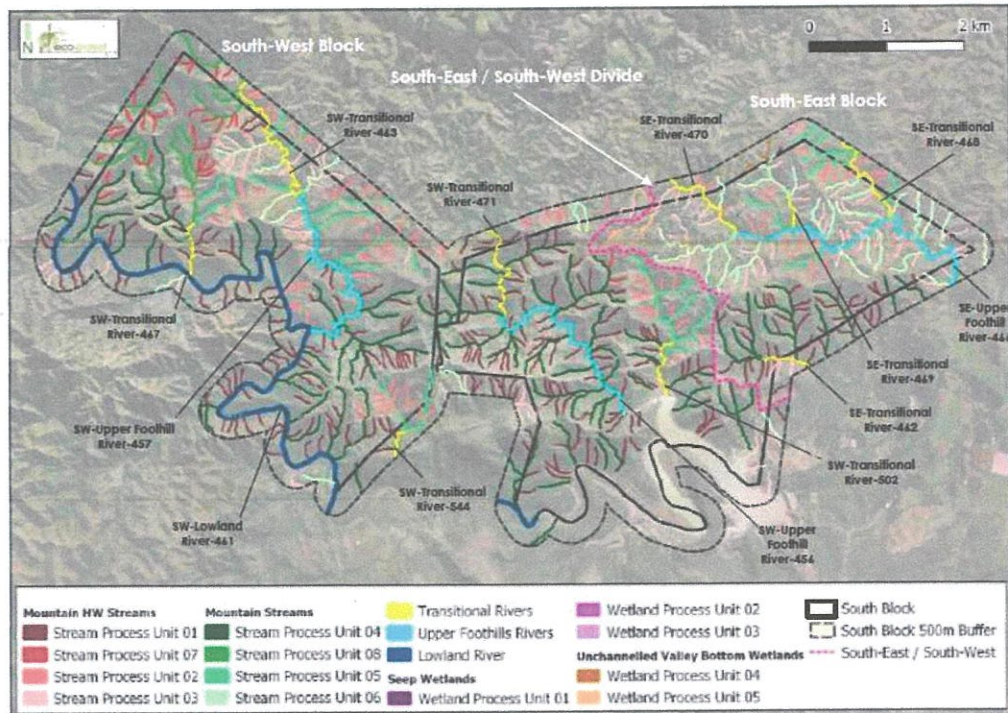 N
South-West Block
0 1 2 km
South-East / South-West Divide
South-East Block
SW-Transitional
River-463
SE-Transitional
River-470
SE-Transitional
River-468
SW-Transitional
River-471
SW-Transitional
River-467
SE-Upper
Foothill
SE-Transitional
River-469
SW-Upper Foothill
River-457
SE-Transitional
River-462
SW-Transitional
River-502
SW-Transitional
River-544
SW-Lowland
River-461
SW-Upper
Foothill
River-456
Mountain HW Streams
Stream Process Unit 01
Stream Process Unit 07
Stream Process Unit 02
Stream Process Unit 03
Mountain Streams
Stream Process Unit 04
Stream Process Unit 08
Stream Process Unit 05
Stream Process Unit 06
Transitional Rivers
Upper Foothills Rivers
Lowland River
Seep Wetlands
Wetland Process Unit 01
Wetland Process Unit 02
Wetland Process Unit 03
Unchannelled Valley Bottom Wetlands
Wetland Process Unit 04
Wetland Process Unit 05
South Block
South Block 500m Buffer
South-East / South-West